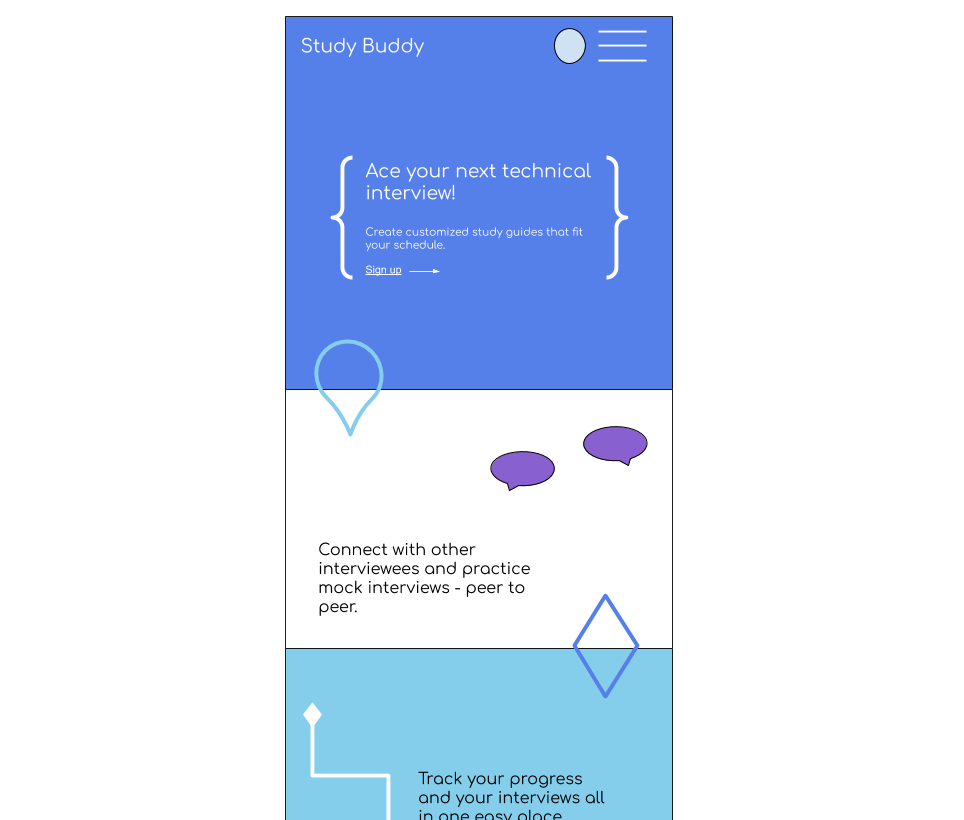 Study Buddy
Ace your next technical
interview!
Create customized study guides that fit
your schedule.
Sign up
Connect with other
interviewees and practice
mock interviews - peer to
peer.
Track your progress
and your interviews all
in one easy place